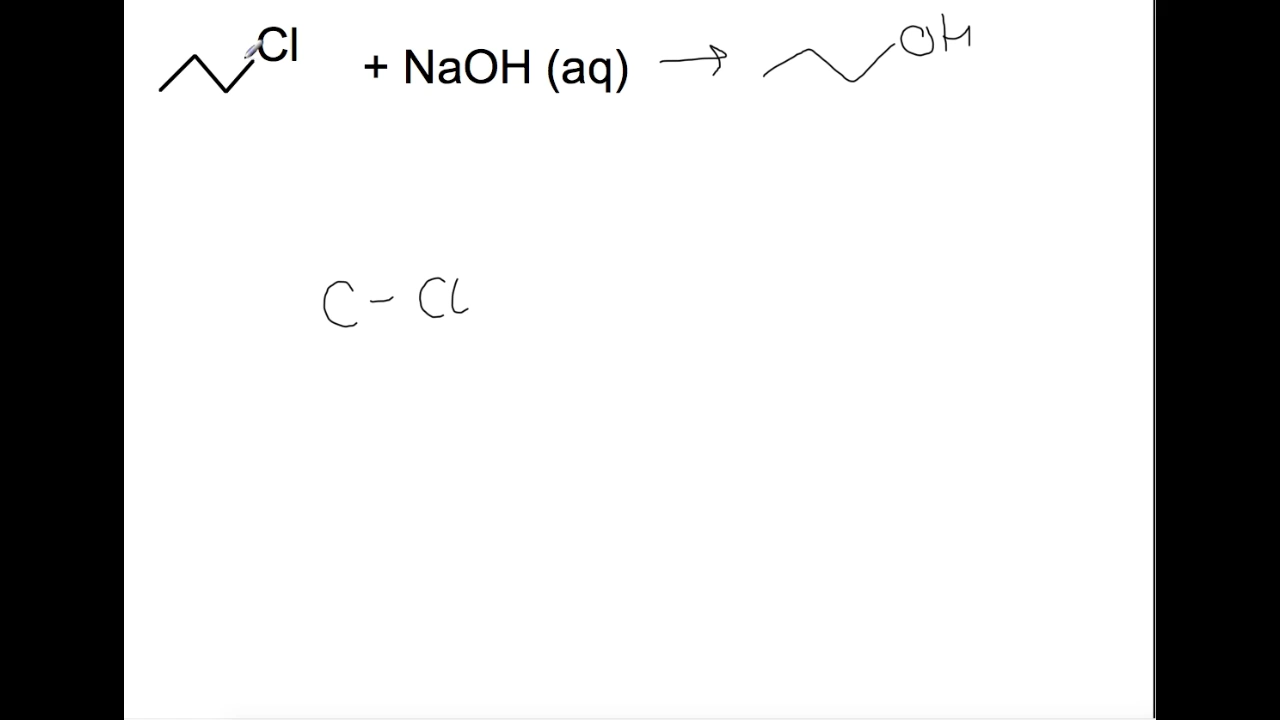 Cl + NaOH (aq) → OH
C - Cl